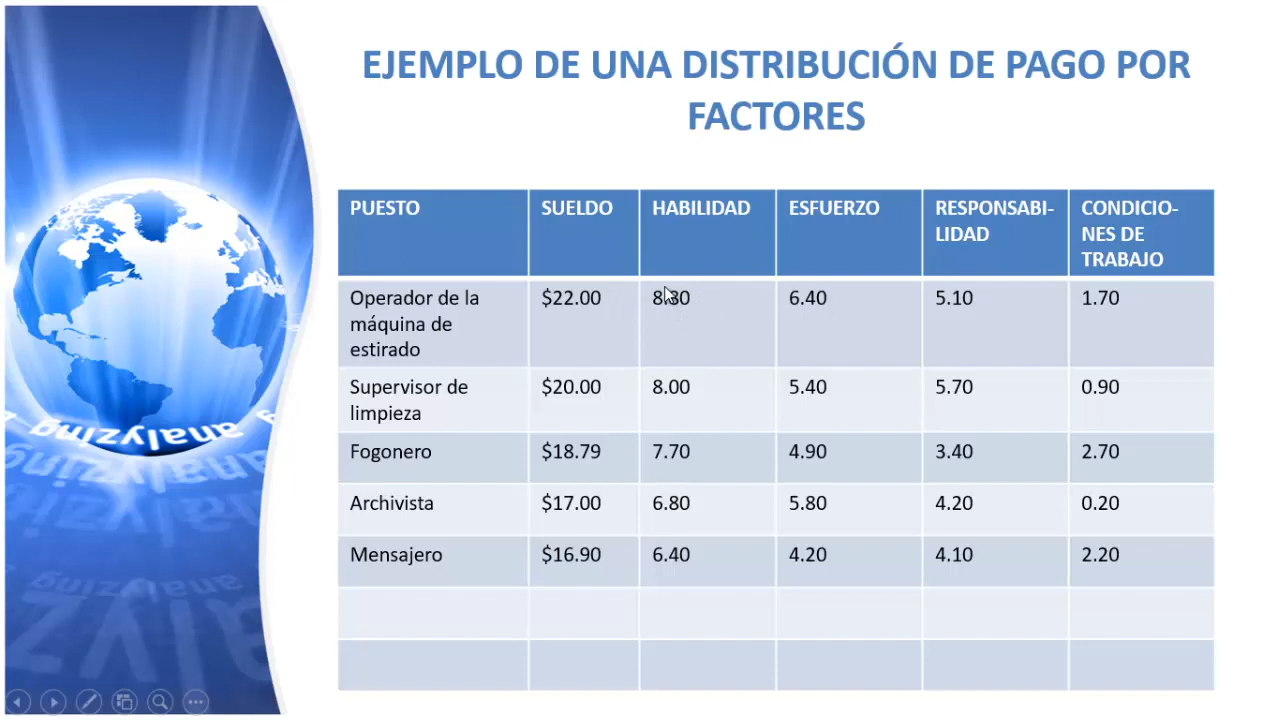 EJEMPLO DE UNA DISTRIBUCIÓN DE PAGO POR
FACTORES
PUESTO SUELDO HABILIDAD ESFUERZO RESPONSABI-
LIDAD CONDICIO-
NES DE
TRABAJO
Operador de la
máquina de
estirado $22.00 6.40 5.10 1.70
Supervisor de
limpieza $20.00 8.00 5.40 5.70 0.90
Fogonero $18.79 7.70 4.90 3.40 2.70
Archivista $17.00 6.80 5.80 4.20 0.20
Mensajero $16.90 6.40 4.20 4.10 2.20
analyzing